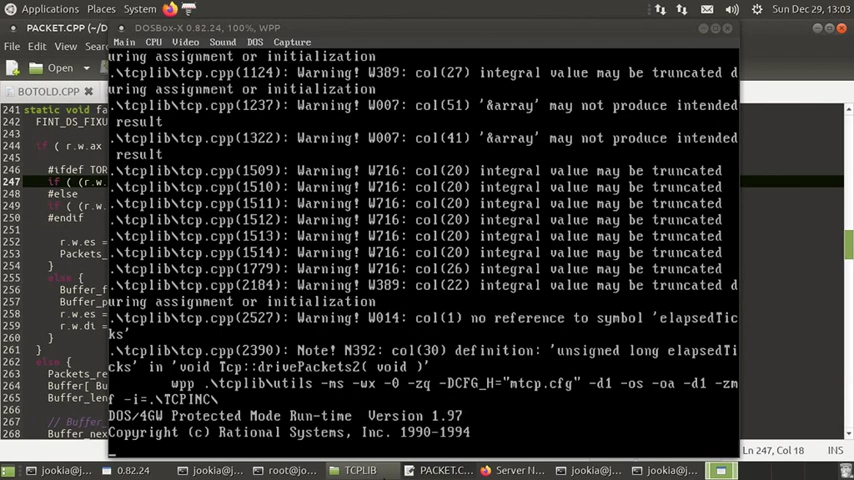 Applications Places System
Sun Dec 29, 13:03
PACKET.CPP (~/D
DOSBox-X 0.82.24, 100%, WPP
File Edit View
Main CPU Video Sound DOS Capture
Open
BOTOLD.CPP
241 static void fa
242 FINT_DS_FIXU
243
244 if ( r.w.ax
245
246 #ifdef TOR
247 if ( (r.w.
248 #else
249 if ( (r.w.
250 #endif
252 r.w.es =
253 Packets_
254 }
255 else {
256 Buffer_f
257 Buffer_p
258 r.w.es =
259 r.w.di =
260 }
261 }
262 else {
263 Packets_re
264 Buffer[ Buf
265
266
267 // Buffer_
268 Buffer_nex
uring assignment or initialization
.\tcplib\tcp.cpp(1124): Warning! W389: col(27) integral value may be truncated d
uring assignment or initialization
.\tcplib\tcp.cpp(1237): Warning! W007: col(51) '&array' may not produce intended
result
.\tcplib\tcp.cpp(1322): Warning! W007: col(41) '&array' may not produce intended
result
.\tcplib\tcp.cpp(1509): Warning! W716: col(20) integral value may be truncated
.\tcplib\tcp.cpp(1510): Warning! W716: col(20) integral value may be truncated
.\tcplib\tcp.cpp(1511): Warning! W716: col(20) integral value may be truncated
.\tcplib\tcp.cpp(1512): Warning! W716: col(20) integral value may be truncated
.\tcplib\tcp.cpp(1513): Warning! W716: col(20) integral value may be truncated
.\tcplib\tcp.cpp(1514): Warning! W716: col(20) integral value may be truncated
.\tcplib\tcp.cpp(1779): Warning! W716: col(26) integral value may be truncated
.\tcplib\tcp.cpp(2184): Warning! W389: col(22) integral value may be truncated d
uring assignment or initialization
.\tcplib\tcp.cpp(2527): Warning! W014: col(1) no reference to symbol 'elapsedTic
ks'
.\tcplib\tcp.cpp(2390): Note! N392: col(30) definition: 'unsigned long elapsedTi
cks' in 'void Tcp::drivePackets2( void )'
wpp .\tcplib\utils -ms -wx -0 -zq -DCFG_H="mtcp.cfg" -d1 -os -oa -d1 -zm
f -i=.\TCPINC\
DOS/4GW Protected Mode Run-time Version 1.97
Copyright (c) Rational Systems, Inc. 1990-1994
Ln 247, Col 18
INS
jookia@j... 0.82.24 jookia@j... root@jo... TCPLIB PACKET.C... Server N... jookia@j... jookia@j...